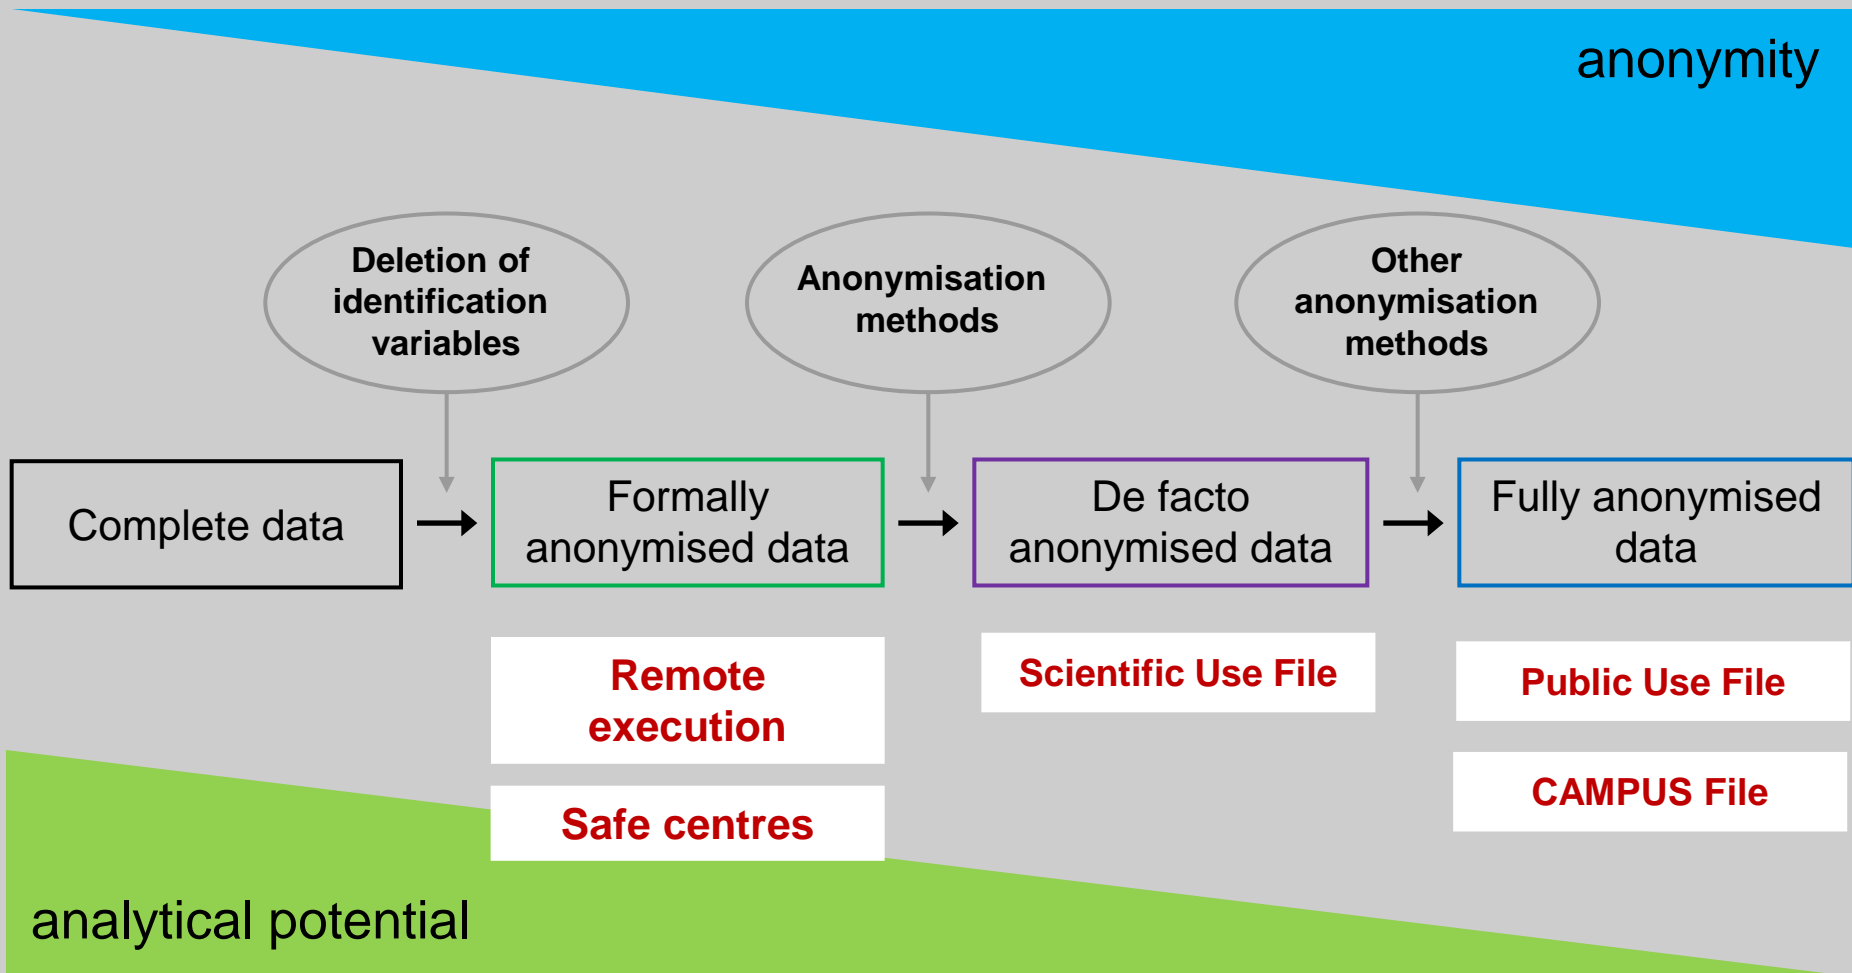 anonymity
Deletion of
identification
variables
Anonymisation
methods
Other
anonymisation
methods
Complete data
Formally
anonymised data
De facto
anonymised data
Fully anonymised
data
Remote
execution
Safe centres
Scientific Use File
Public Use File
CAMPUS File
analytical potential